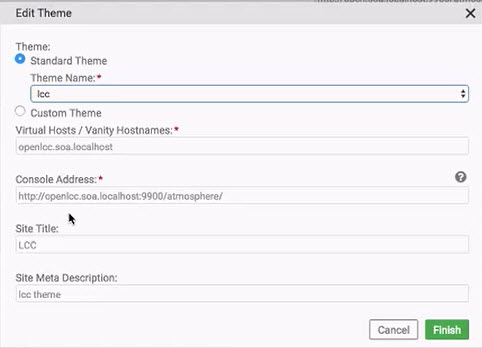 Edit Theme
Theme:
Standard Theme
Theme Name:*
lcc
Custom Theme
Virtual Hosts / Vanity Hostnames:*
openlcc.soa.localhost
Console Address:*
?
http://openlcc.soa.localhost:9900/atmosphere/
Site Title:
LCC
Site Meta Description:
lcc theme
Cancel
Finish